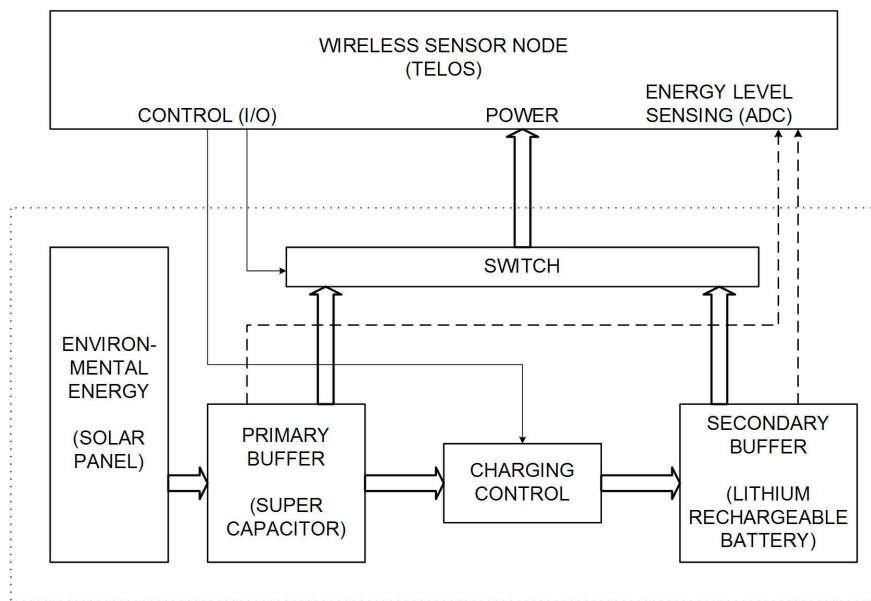 WIRELESS SENSOR NODE
(TELOS)
CONTROL (I/O)
POWER
ENERGY LEVEL
SENSING (ADC)
SWITCH
ENVIRON-
MENTAL
ENERGY
(SOLAR
PANEL)
PRIMARY
BUFFER
(SUPER
CAPACITOR)
CHARGING
CONTROL
SECONDARY
BUFFER
(LITHIUM
RECHARGEABLE
BATTERY)